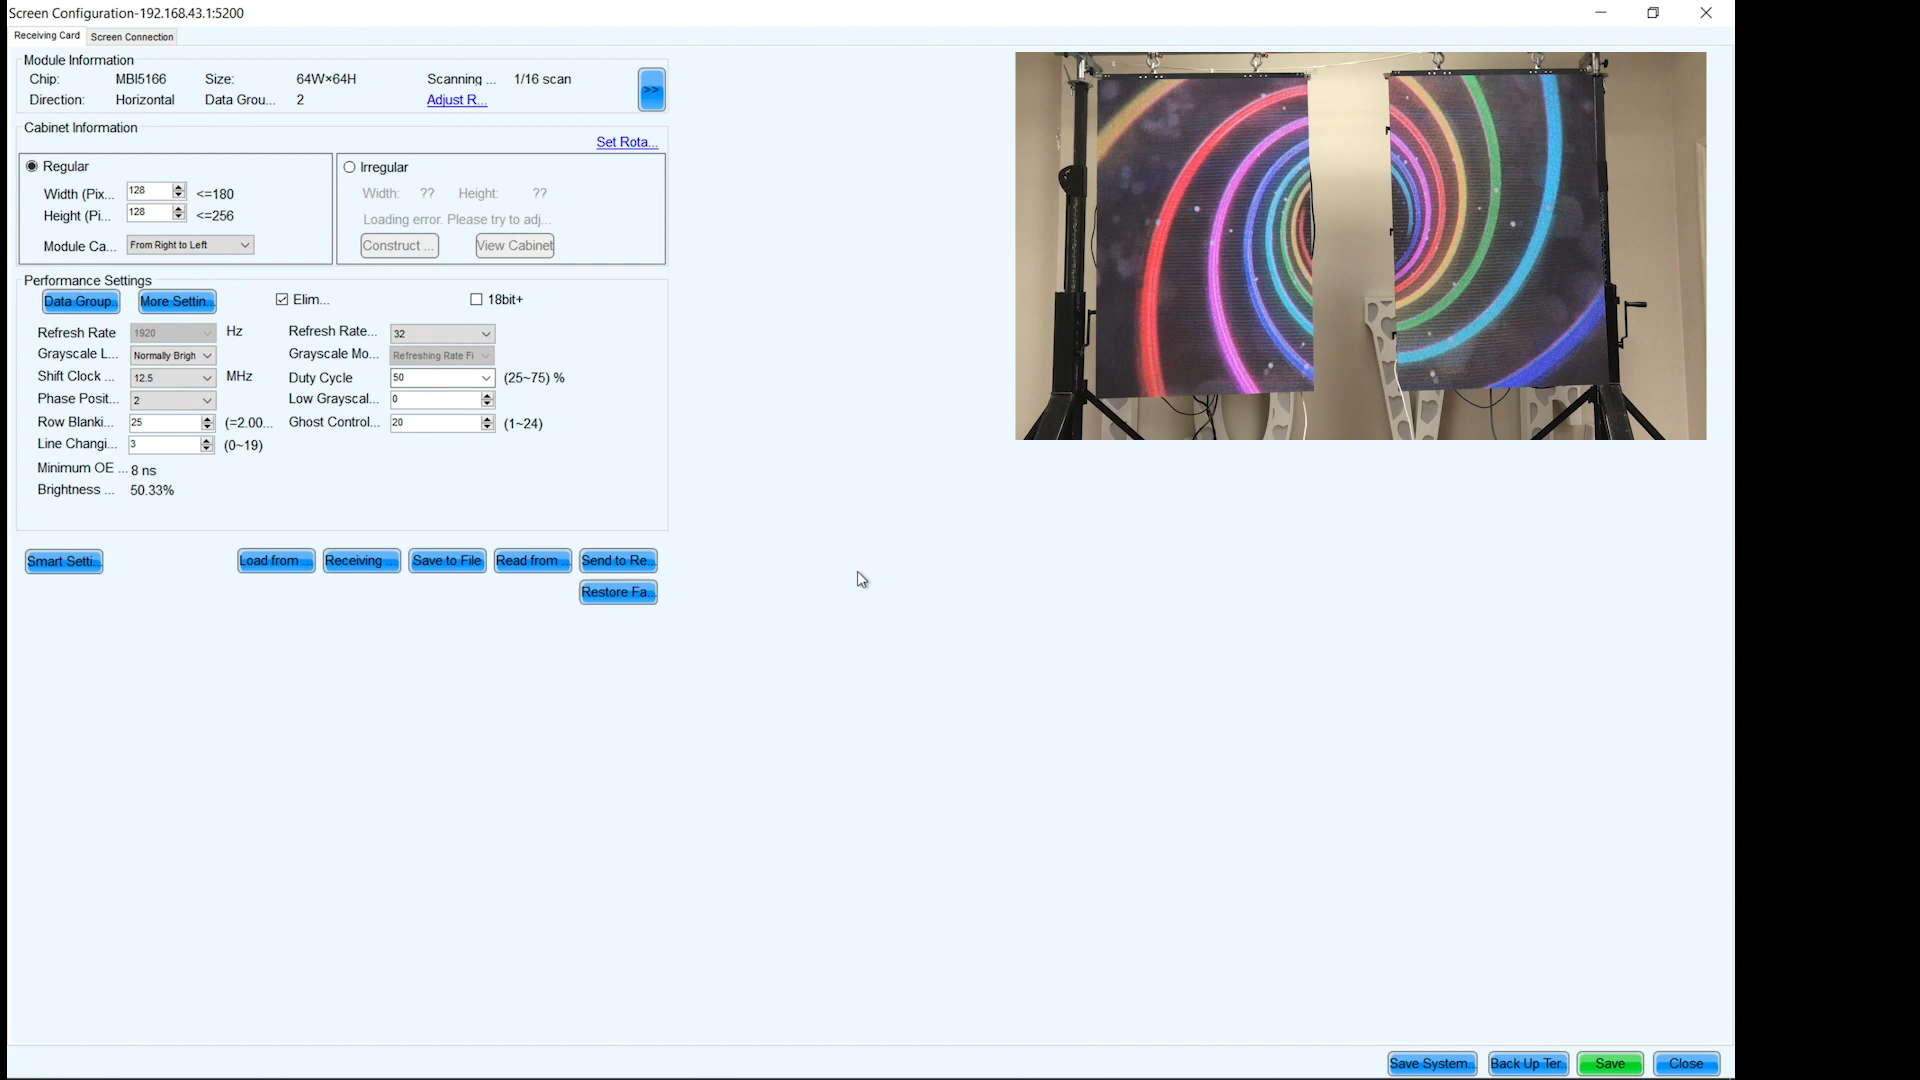 Screen Configuration-192.168.43.1:5200
Receiving Card Screen Connection
Module Information
Chip: MBI5166 Size: 64W×64H Scanning ... 1/16 scan
>>
Direction: Horizontal Data Grou... 2 Adjust R...
Cabinet Information
Set Rota...
Regular Irregular
Width (Pix... 128 <=180 Width: ?? Height: ??
Height (Pi... 128 <=256 Loading error. Please try to adj...
Module Ca... From Right to Left Construct ... View Cabinet
Performance Settings
Data Group.. More Settin.. Elim... 18bit+
Refresh Rate 1920 Hz Refresh Rate... 32
Grayscale L... Normally Brigh Grayscale Mo... Refreshing Rate Fi
Shift Clock ... 12.5 MHz Duty Cycle 50 (25~75) %
Phase Posit... 2 Low Grayscal... 0
Row Blanki... 25 (=2.00... Ghost Control... 20 (1~24)
Line Changi... 3 (0~19)
Minimum OE ... 8 ns
Brightness ... 50.33%
Smart Setti... Load from ... Receiving ... Save to File Read from ... Send to Re...
Restore Fa...
Save System.. Back Up Ter.. Save Close